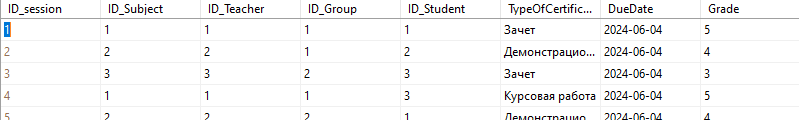 ID_session ID_Subject ID_Teacher ID_Group ID_Student TypeOfCertific... DueDate Grade
1 1 1 1 1 Зачет 2024-06-04 5
2 2 2 1 2 Демонстрацио... 2024-06-04 4
3 3 3 2 3 Зачет 2024-06-04 3
4 1 1 1 3 Курсовая работа 2024-06-04 5
5 2 2 2 1 Демонстрацио... 2024-06-04 4